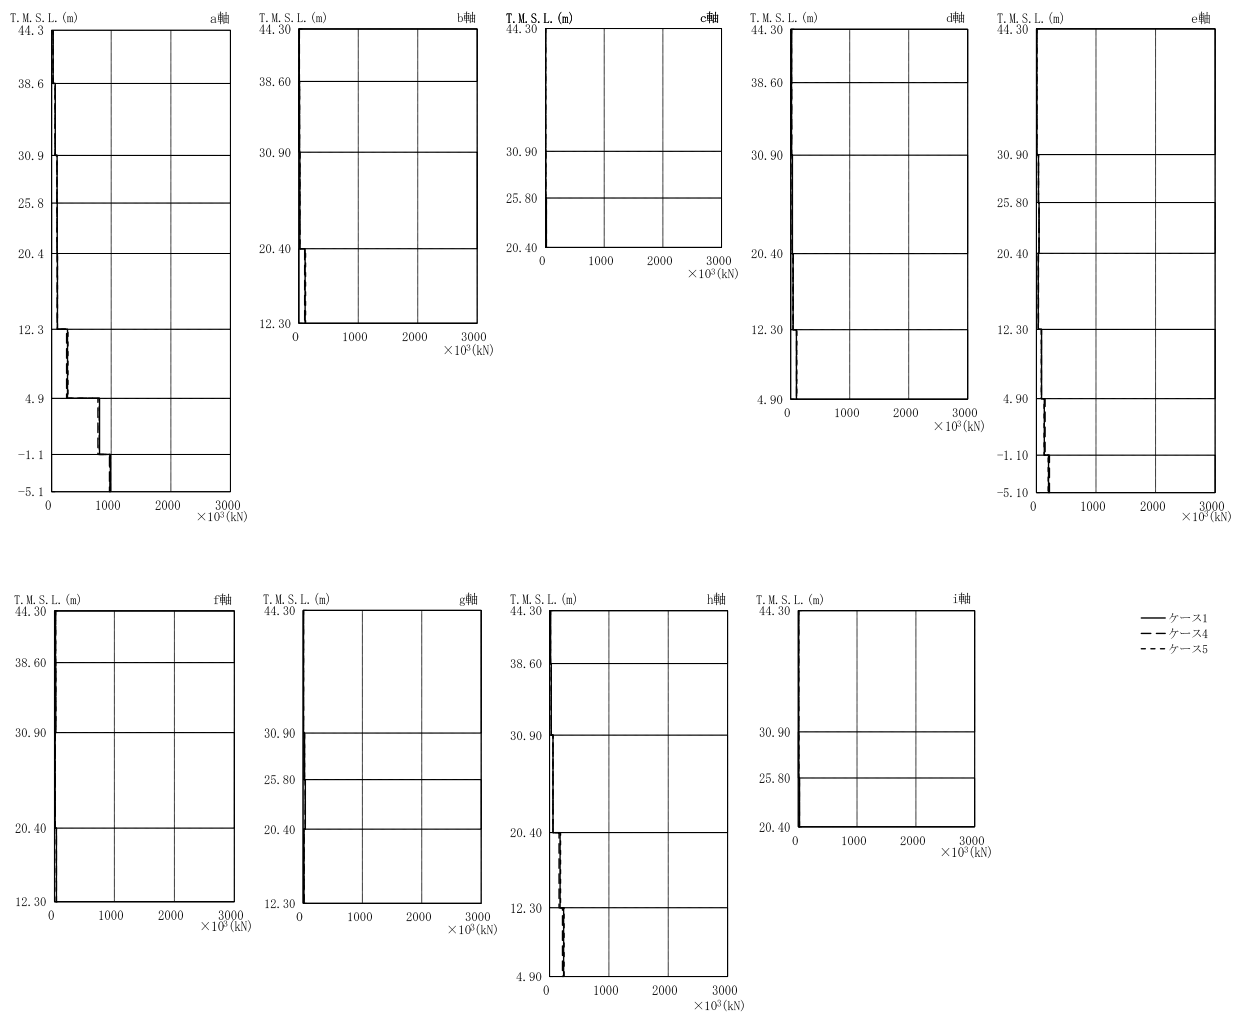 T.M.S.L.(m) a軸
44.3
38.6
30.9
25.8
20.4
12.3
4.9
-1.1
-5.1
0 1000 2000 3000
×10³(kN)
T.M.S.L.(m) b軸
44.30
38.60
30.90
20.40
12.30
0 1000 2000 3000
×10³(kN)
T.M.S.L.(m) c軸
44.30
30.90
25.80
20.40
0 1000 2000 3000
×10³(kN)
T.M.S.L.(m) d軸
44.30
38.60
30.90
20.40
12.30
4.90
0 1000 2000 3000
×10³(kN)
T.M.S.L.(m) e軸
44.30
30.90
25.80
20.40
12.30
4.90
-1.10
-5.10
0 1000 2000 3000
×10³(kN)
T.M.S.L.(m) f軸
44.30
38.60
30.90
20.40
12.30
0 1000 2000 3000
×10³(kN)
T.M.S.L.(m) g軸
44.30
30.90
25.80
20.40
12.30
0 1000 2000 3000
×10³(kN)
T.M.S.L.(m) h軸
44.30
38.60
30.90
20.40
12.30
4.90
0 1000 2000 3000
×10³(kN)
T.M.S.L.(m) i軸
44.30
30.90
25.80
20.40
0 1000 2000 3000
×10³(kN)
ケース1
ケース4
ケース5